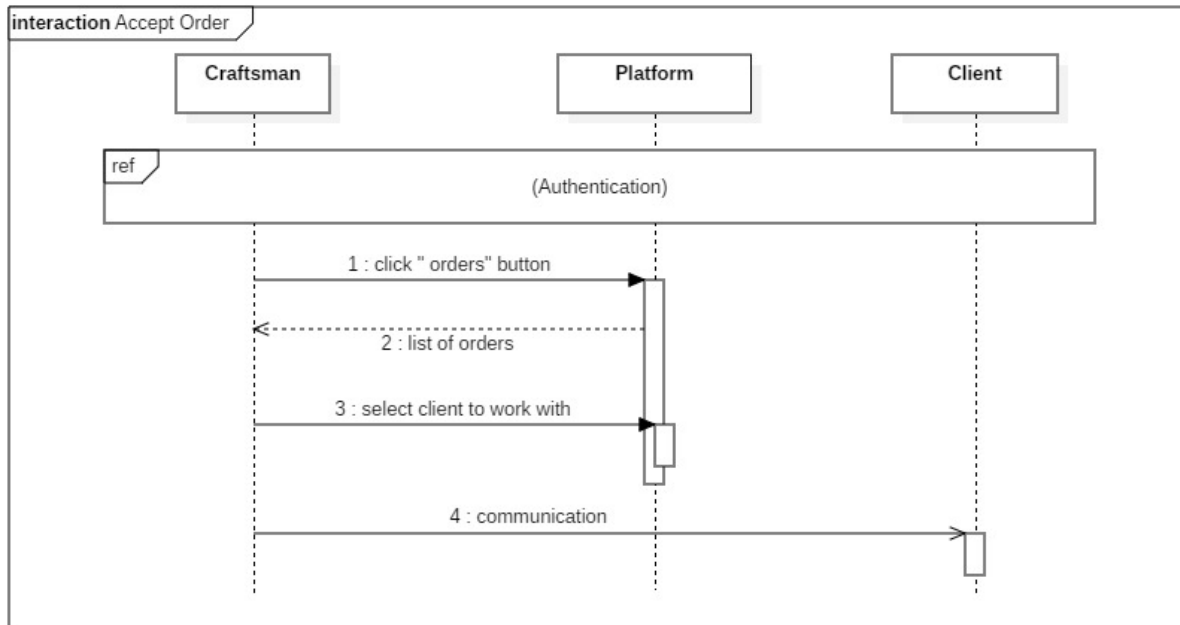 interaction Accept Order
Craftsman
Platform
Client
ref
(Authentication)
1 : click " orders" button
2 : list of orders
3 : select client to work with
4 : communication